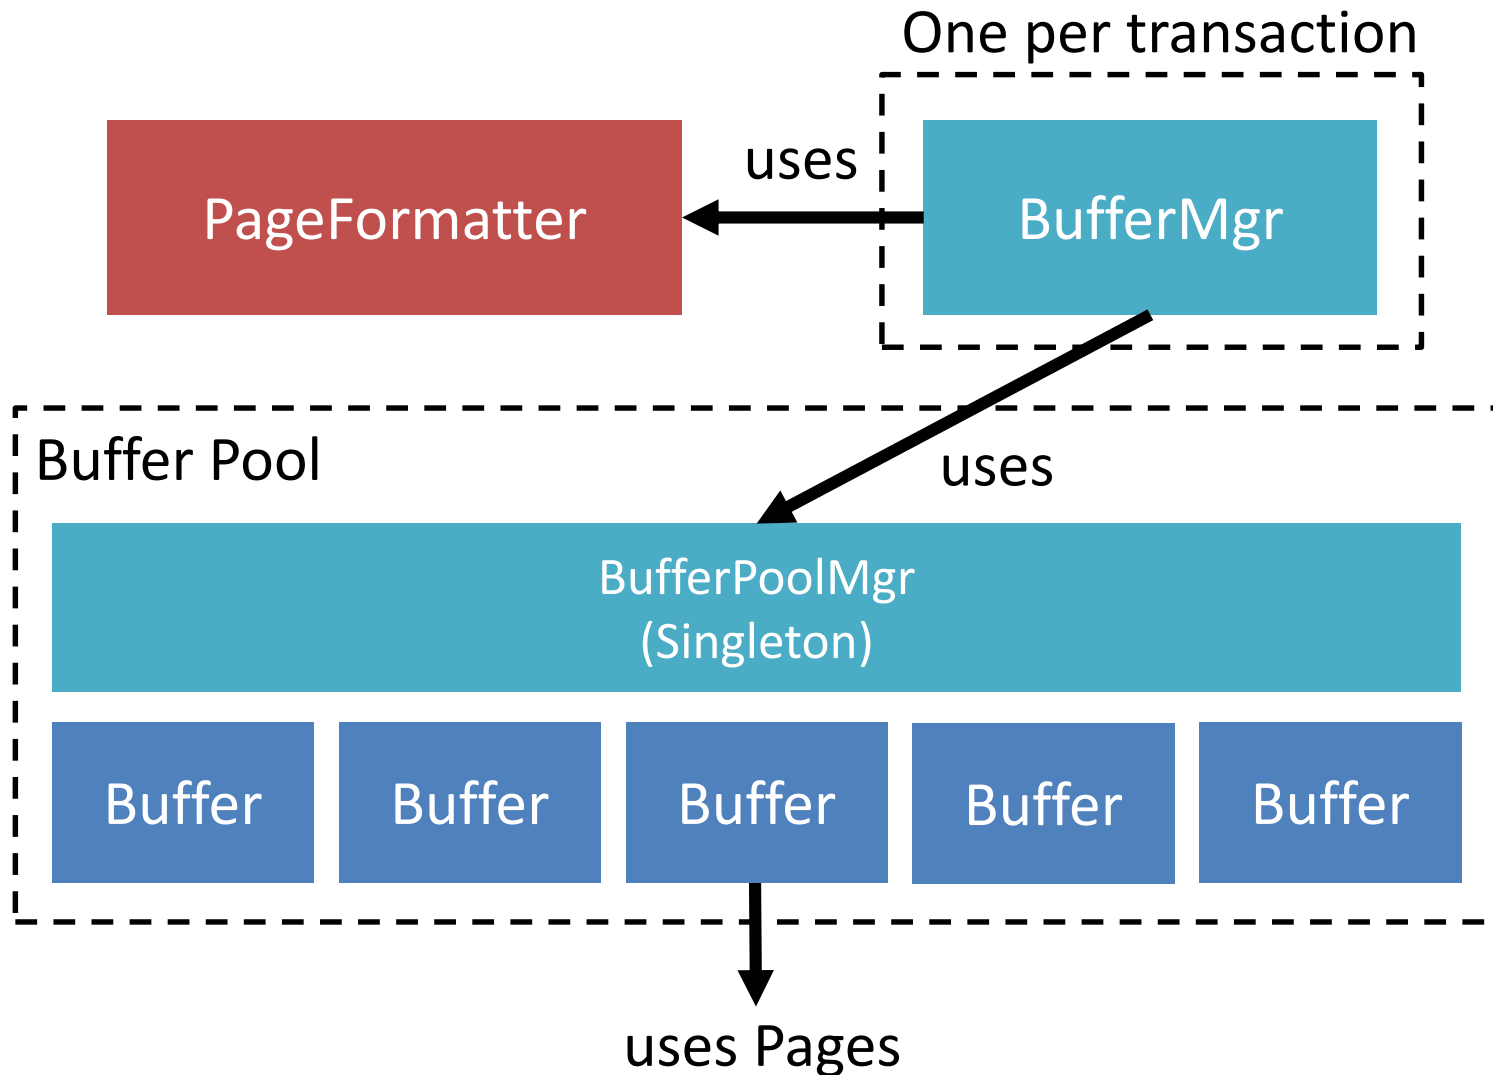 One per transaction
PageFormatter
uses
BufferMgr
Buffer Pool
uses
BufferPoolMgr
(Singleton)
Buffer
Buffer
Buffer
Buffer
Buffer
uses Pages